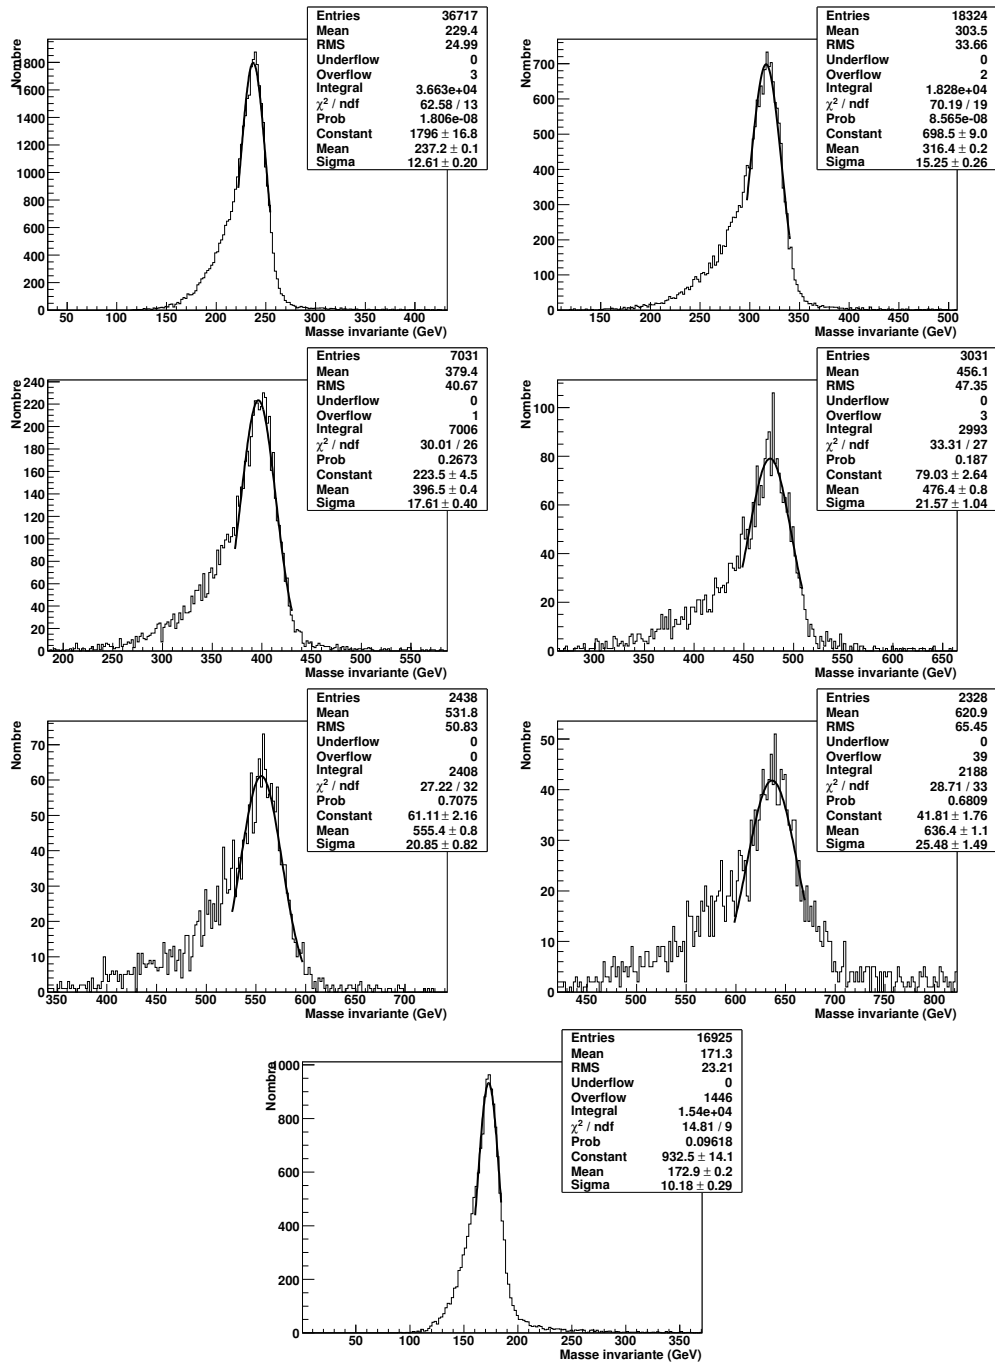 Entries 36717
Mean 229.4
RMS 24.99
Underflow 0
Overflow 3
Integral 3.663e+04
χ² / ndf 62.58 / 13
Prob 1.806e-08
Constant 1796 ± 16.8
Mean 237.2 ± 0.1
Sigma 12.61 ± 0.20
Nombre
1800
1600
1400
1200
1000
800
600
400
200
0
50 100 150 200 250 300 350 400
Masse invariante (GeV)
Entries 18324
Mean 303.5
RMS 33.66
Underflow 0
Overflow 2
Integral 1.828e+04
χ² / ndf 70.19 / 19
Prob 8.565e-08
Constant 698.5 ± 9.0
Mean 316.4 ± 0.2
Sigma 15.25 ± 0.26
Nombre
700
600
500
400
300
200
100
0
150 200 250 300 350 400 450 500
Masse invariante (GeV)
Entries 7031
Mean 379.4
RMS 40.67
Underflow 0
Overflow 1
Integral 7006
χ² / ndf 30.01 / 26
Prob 0.2673
Constant 223.5 ± 4.5
Mean 396.5 ± 0.4
Sigma 17.61 ± 0.40
Nombre
240
220
200
180
160
140
120
100
80
60
40
20
0
200 250 300 350 400 450 500 550
Masse invariante (GeV)
Entries 3031
Mean 456.1
RMS 47.35
Underflow 0
Overflow 3
Integral 2993
χ² / ndf 33.31 / 27
Prob 0.187
Constant 79.03 ± 2.64
Mean 476.4 ± 0.8
Sigma 21.57 ± 1.04
Nombre
100
80
60
40
20
0
300 350 400 450 500 550 600 650
Masse invariante (GeV)
Entries 2438
Mean 531.8
RMS 50.83
Underflow 0
Overflow 0
Integral 2408
χ² / ndf 27.22 / 32
Prob 0.7075
Constant 61.11 ± 2.16
Mean 555.4 ± 0.8
Sigma 20.85 ± 0.82
Nombre
70
60
50
40
30
20
10
0
350 400 450 500 550 600 650 700
Masse invariante (GeV)
Entries 2328
Mean 620.9
RMS 65.45
Underflow 0
Overflow 39
Integral 2188
χ² / ndf 28.71 / 33
Prob 0.6809
Constant 41.81 ± 1.76
Mean 636.4 ± 1.1
Sigma 25.48 ± 1.49
Nombre
50
40
30
20
10
0
450 500 550 600 650 700 750 800
Masse invariante (GeV)
Entries 16925
Mean 171.3
RMS 23.21
Underflow 0
Overflow 1446
Integral 1.54e+04
χ² / ndf 14.81 / 9
Prob 0.09618
Constant 932.5 ± 14.1
Mean 172.9 ± 0.2
Sigma 10.18 ± 0.29
Nombre
1000
800
600
400
200
0
50 100 150 200 250 300 350
Masse invariante (GeV)